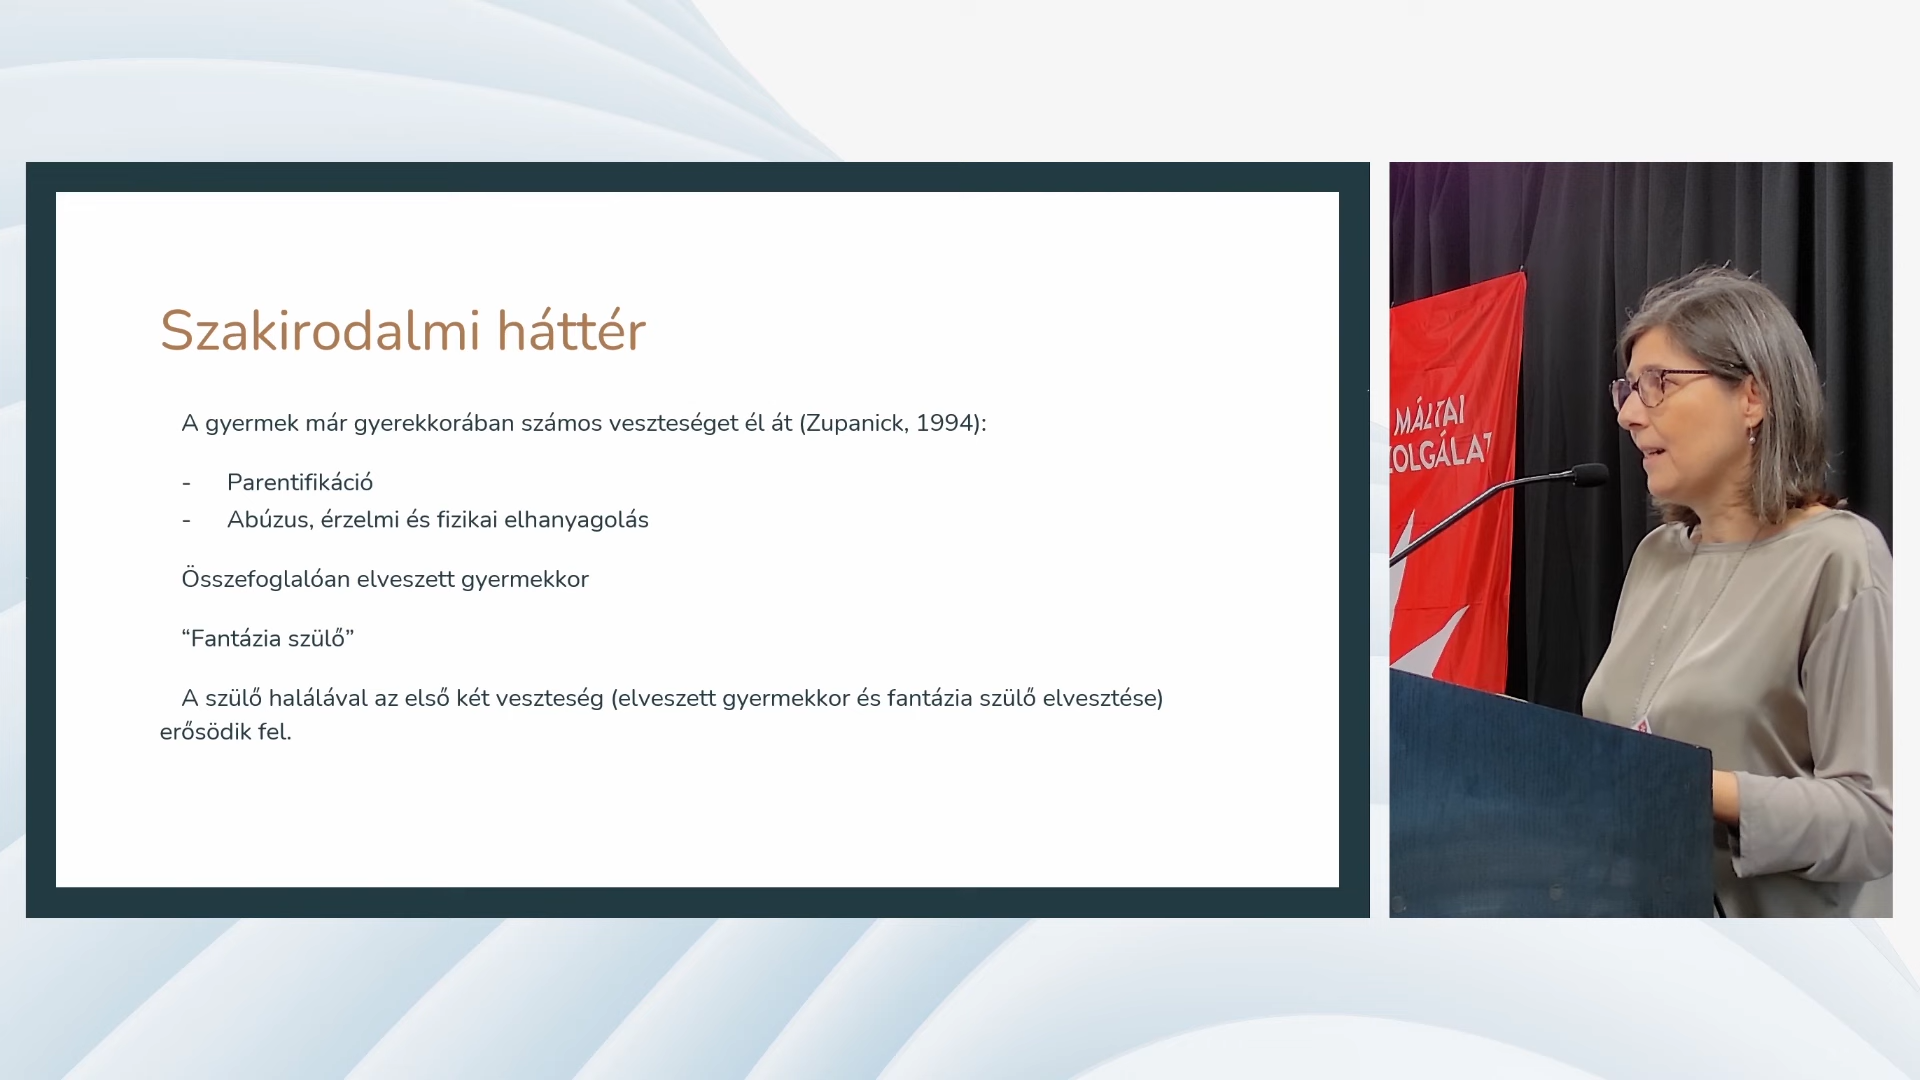 Szakirodalmi háttér
A gyermek már gyerekkorában számos veszteséget él át (Zupanick, 1994):
- Parentifikáció
- Abúzus, érzelmi és fizikai elhanyagolás
Összefoglalóan elveszett gyermekkor
“Fantázia szülő”
A szülő halálával az első két veszteség (elveszett gyermekkor és fantázia szülő elvesztése)
erősödik fel.
MÁLTAI
ZOLGÁLAT